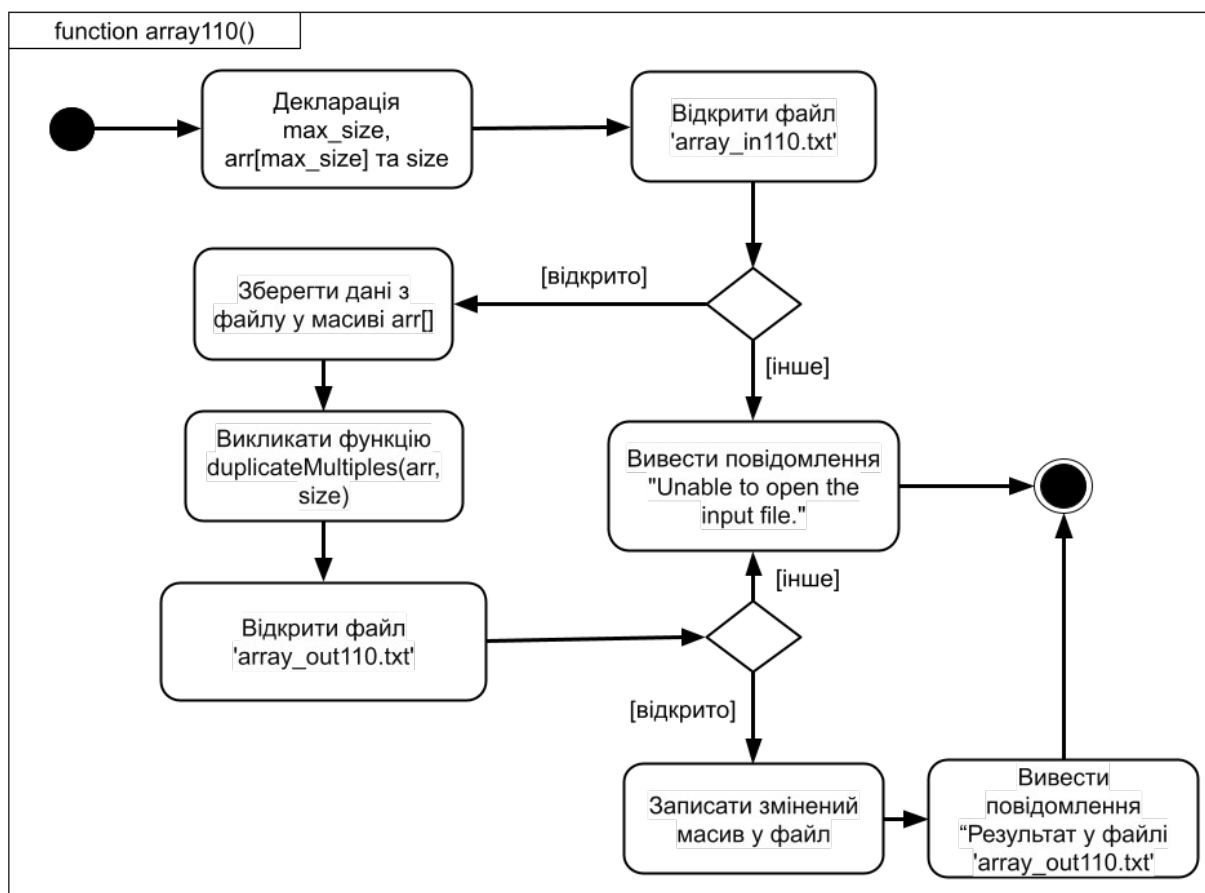 function array110()
Декларація
max_size,
arr[max_size] та size
Відкрити файл
'array_in110.txt'
[відкрито]
Зберегти дані з
файлу у масиві arr[]
[інше]
Викликати функцію
duplicateMultiples(arr,
size)
Вивести повідомлення
"Unable to open the
input file."
[інше]
Відкрити файл
'array_out110.txt'
[відкрито]
Записати змінений
масив у файл
Вивести
повідомлення
“Результат у файлі
'array_out110.txt'